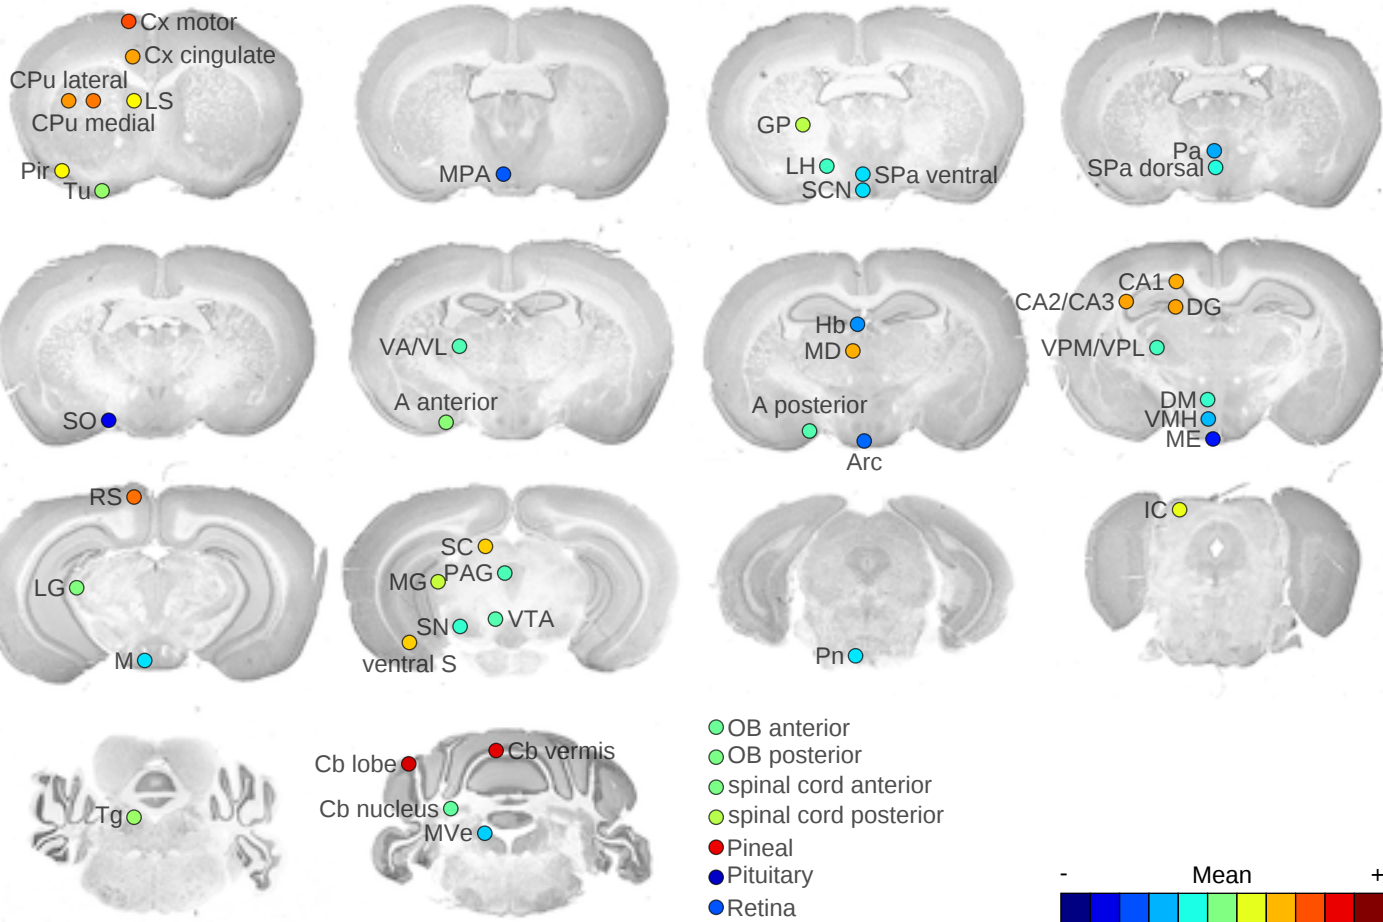 Cx motor
Cx cingulate
CPu lateral
LS
CPu medial
Pir
Tu
MPA
GP
LH
SPa ventral
SCN
Pa
SPa dorsal
SO
VA/VL
A anterior
Hb
MD
A posterior
Arc
CA1
CA2/CA3
DG
VPM/VPL
DM
VMH
ME
RS
LG
M
SC
MG
PAG
SN
VTA
ventral S
Pn
IC
Tg
Cb lobe
Cb vermis
Cb nucleus
MVe
OB anterior
OB posterior
spinal cord anterior
spinal cord posterior
Pineal
Pituitary
Retina
- Mean +